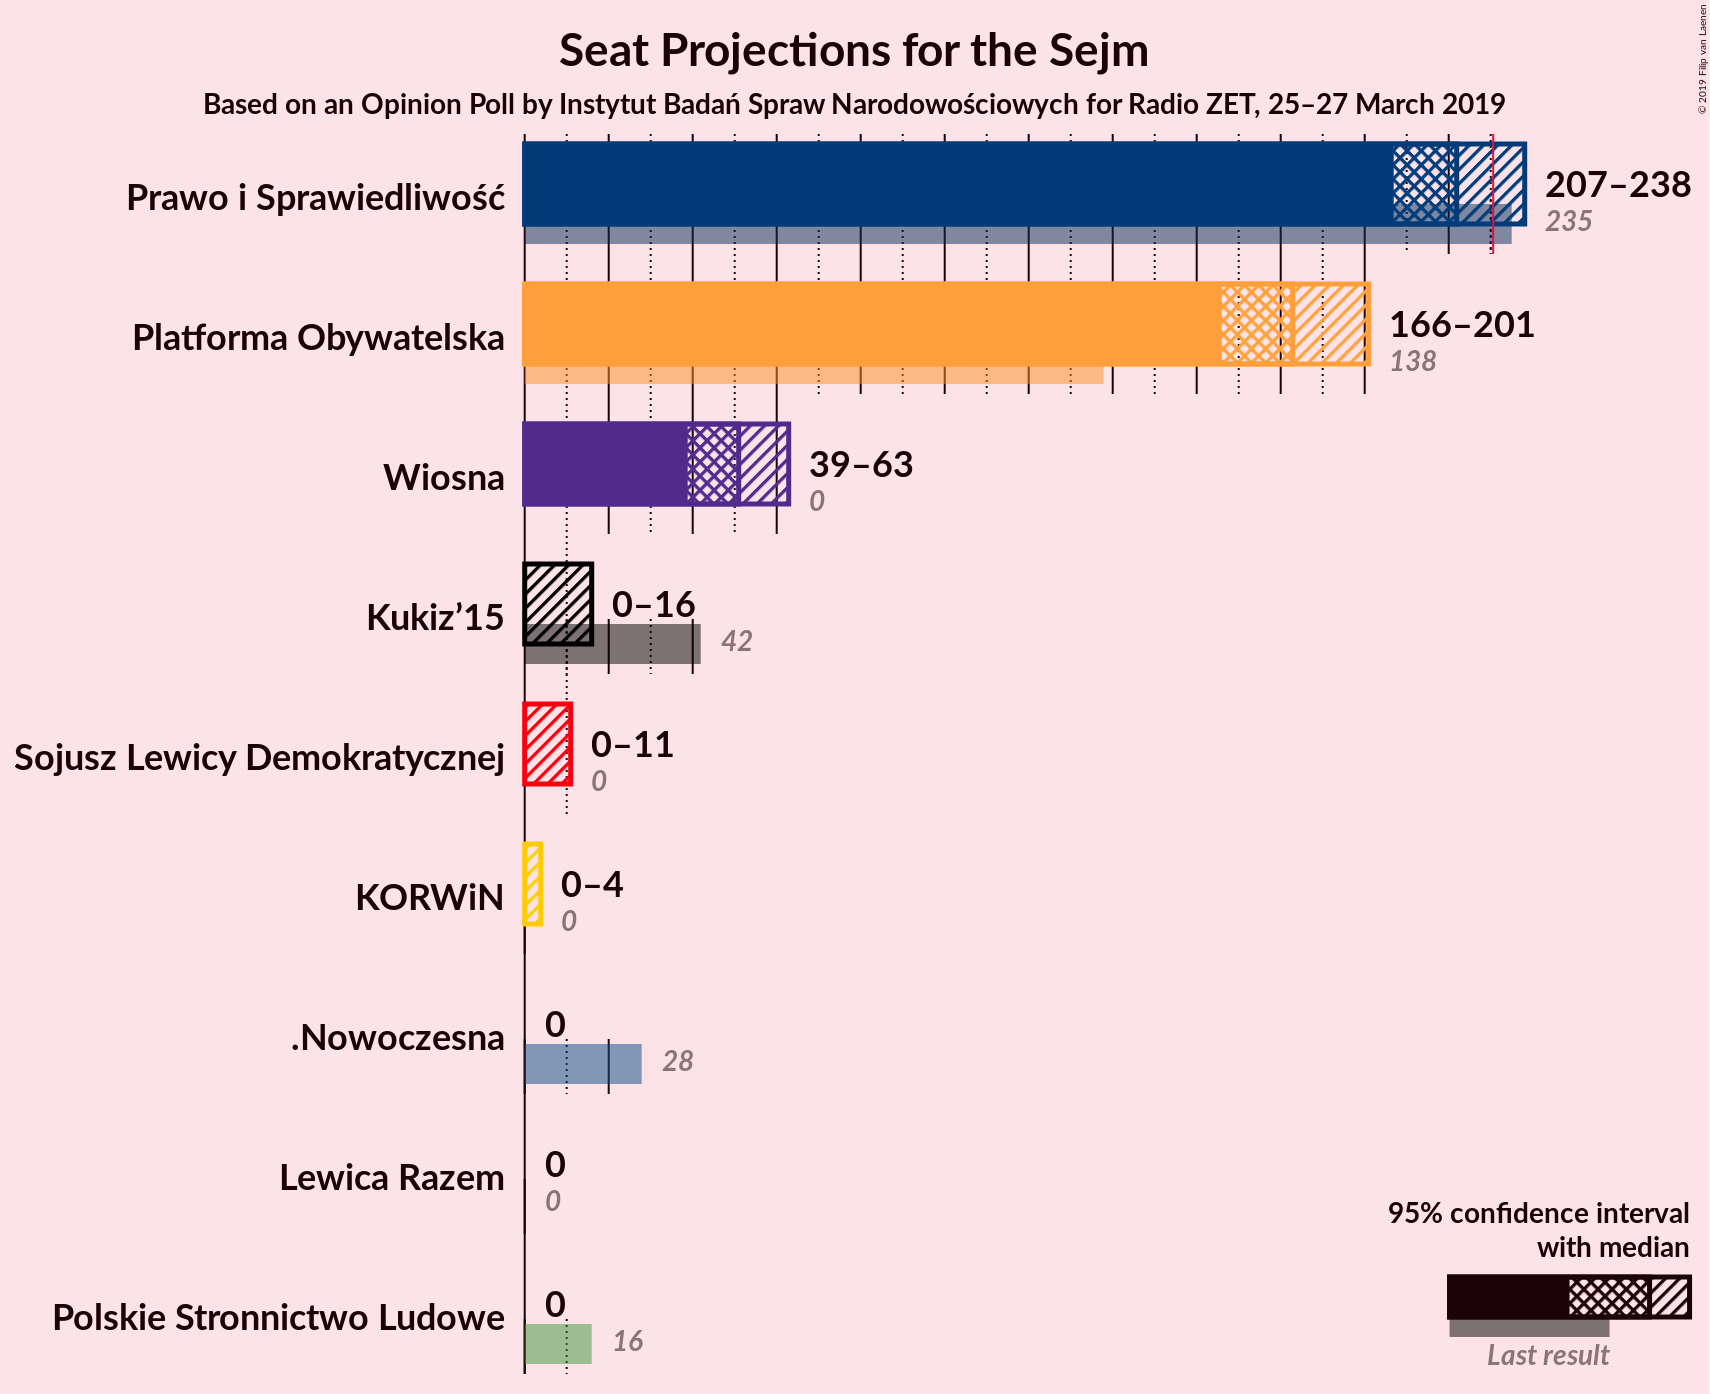 Seat Projections for the Sejm
Based on an Opinion Poll by Instytut Badań Spraw Narodowościowych for Radio ZET, 25–27 March 2019
© 2019 Filip van Laenen
Prawo i Sprawiedliwość
207–238
235
Platforma Obywatelska
166–201
138
Wiosna
39–63
0
Kukiz’15
0–16
42
Sojusz Lewicy Demokratycznej
0–11
0
KORWiN
0–4
0
.Nowoczesna
0
28
Lewica Razem
0
0
Polskie Stronnictwo Ludowe
0
16
95% confidence interval
with median
Last result